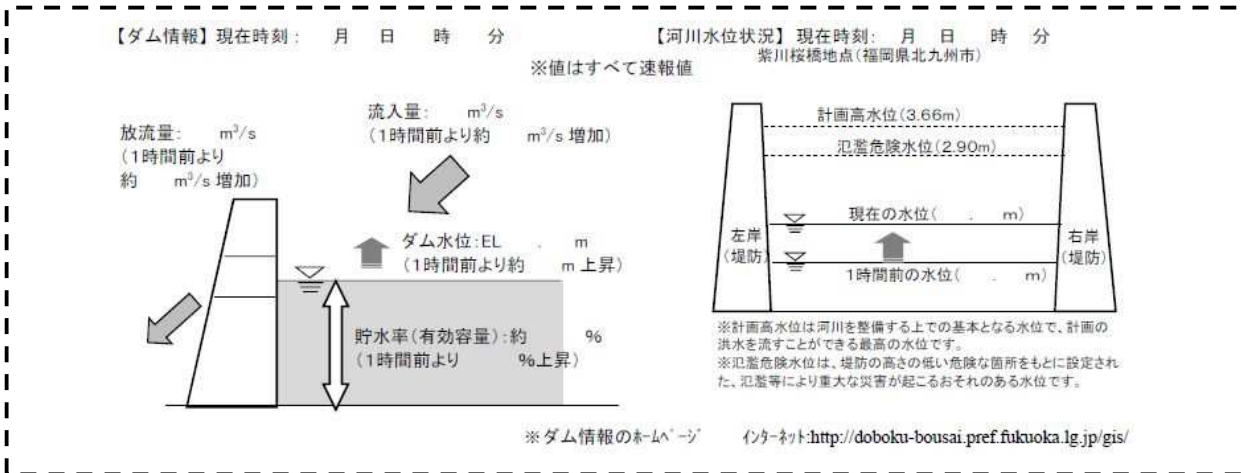 【ダム情報】現在時刻: 月 日 時 分
【河川水位状況】 現在時刻: 月 日 時 分
紫川桜橋地点(福岡県北九州市)
※値はすべて速報値
放流量: m³/s
(1時間前より
約 m³/s 増加)
流入量: m³/s
(1時間前より約 m³/s 増加)
ダム水位:EL . m
(1時間前より約 m 上昇)
貯水率(有効容量):約 %
(1時間前より %上昇)
計画高水位(3.66m)
氾濫危険水位(2.90m)
現在の水位( . m)
左岸
(堤防)
右岸
(堤防)
1時間前の水位( . m)
※計画高水位は河川を整備する上での基本となる水位で、計画の
洪水を流すことができる最高の水位です。
※氾濫危険水位は、堤防の高さの低い危険な箇所をもとに設定され
た、氾濫等により重大な災害が起こるおそれのある水位です。
※ダム情報のホームページ インターネット:http://doboku-bousai.pref.fukuoka.lg.jp/gis/